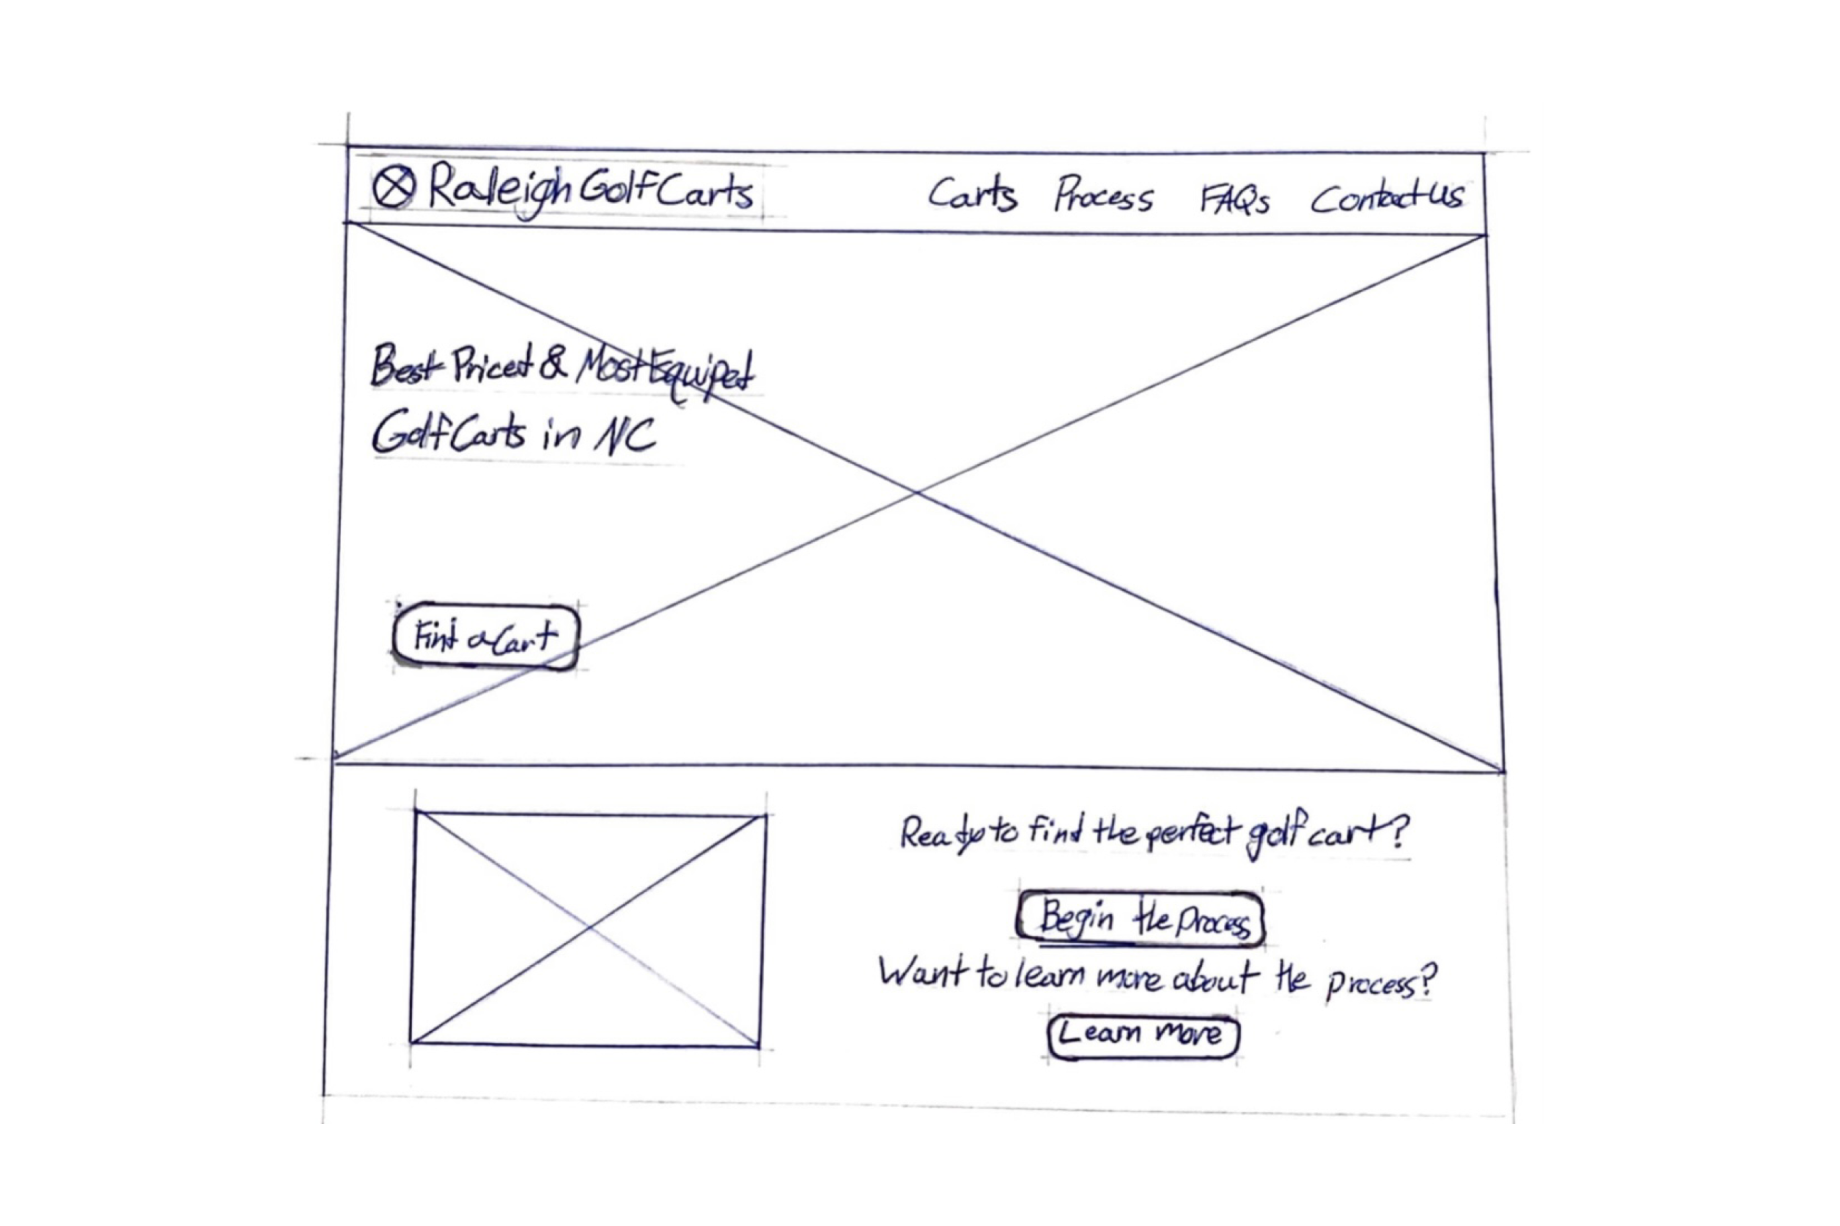 Raleigh Golf Carts
Carts Process FAQs Contact Us
Best Priced & Most Equiped
Golf Carts in NC
Find a Cart
Ready to find the perfect golf cart?
Begin the Process
Want to learn more about the process?
Learn More